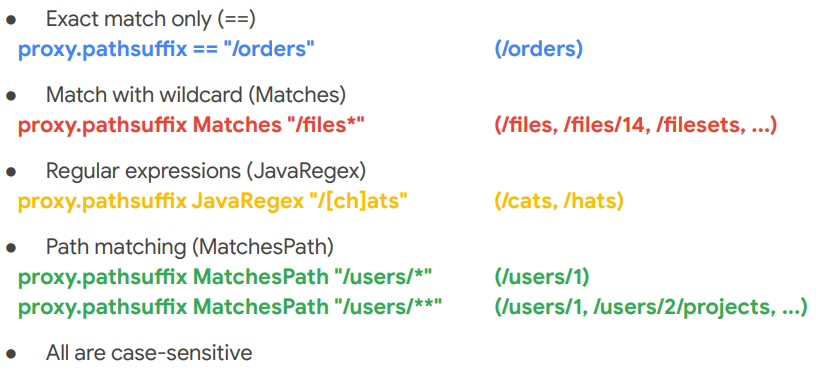 ● Exact match only (==)
proxy.pathsuffix == "/orders" (/orders)
● Match with wildcard (Matches)
proxy.pathsuffix Matches "/files*" (/files, /files/14, /filesets, ...)
● Regular expressions (JavaRegex)
proxy.pathsuffix JavaRegex "/[ch]ats" (/cats, /hats)
● Path matching (MatchesPath)
proxy.pathsuffix MatchesPath "/users/*" (/users/1)
proxy.pathsuffix MatchesPath "/users/**" (/users/1, /users/2/projects, ...)
● All are case-sensitive